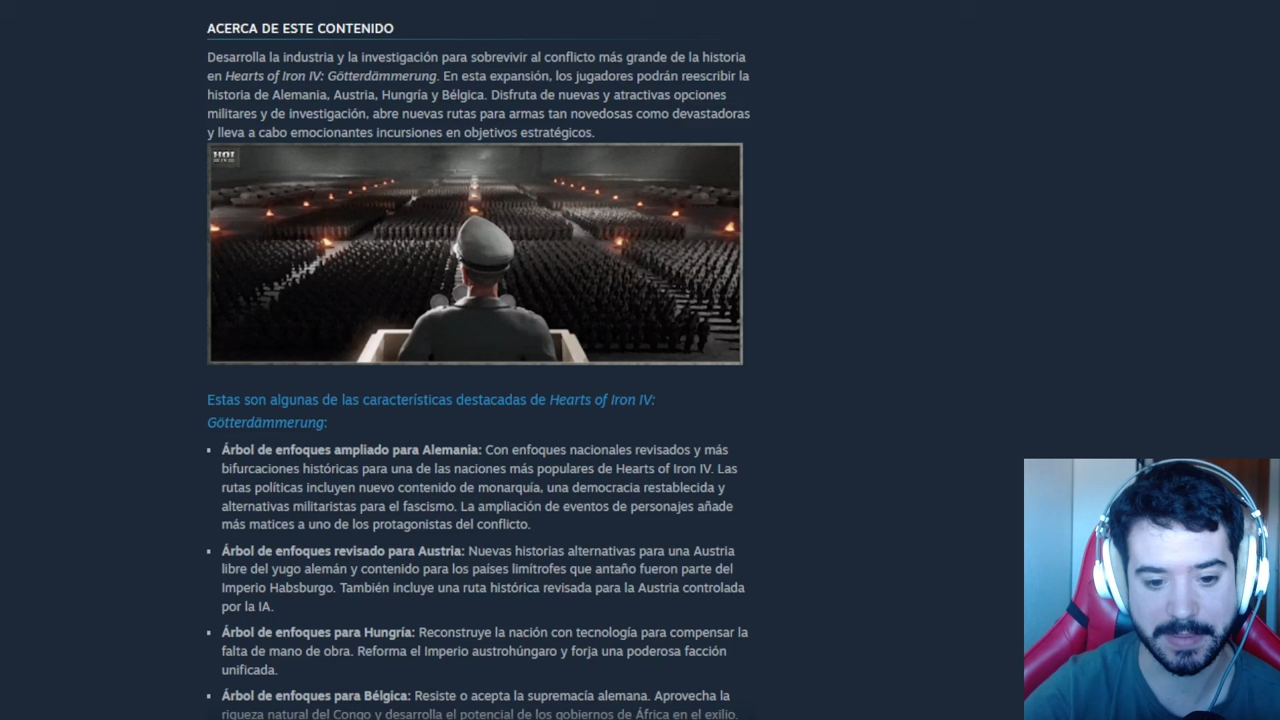 ACERCA DE ESTE CONTENIDO
Desarrolla la industria y la investigación para sobrevivir al conflicto más grande de la historia
en Hearts of Iron IV: Götterdämmerung. En esta expansión, los jugadores podrán reescribir la
historia de Alemania, Austria, Hungría y Bélgica. Disfruta de nuevas y atractivas opciones
militares y de investigación, abre nuevas rutas para armas tan novedosas como devastadoras
y lleva a cabo emocionantes incursiones en objetivos estratégicos.
HOI
Estas son algunas de las características destacadas de Hearts of Iron IV:
Götterdämmerung:
▪ Árbol de enfoques ampliado para Alemania: Con enfoques nacionales revisados y más
bifurcaciones históricas para una de las naciones más populares de Hearts of Iron IV. Las
rutas políticas incluyen nuevo contenido de monarquía, una democracia restablecida y
alternativas militaristas para el fascismo. La ampliación de eventos de personajes añade
más matices a uno de los protagonistas del conflicto.
▪ Árbol de enfoques revisado para Austria: Nuevas historias alternativas para una Austria
libre del yugo alemán y contenido para los países limítrofes que antaño fueron parte del
Imperio Habsburgo. También incluye una ruta histórica revisada para la Austria controlada
por la IA.
▪ Árbol de enfoques para Hungría: Reconstruye la nación con tecnología para compensar la
falta de mano de obra. Reforma el Imperio austrohúngaro y forja una poderosa facción
unificada.
▪ Árbol de enfoques para Bélgica: Resiste o acepta la supremacía alemana. Aprovecha la
riqueza natural del Congo y desarrolla el potencial de los gobiernos de África en el exilio.